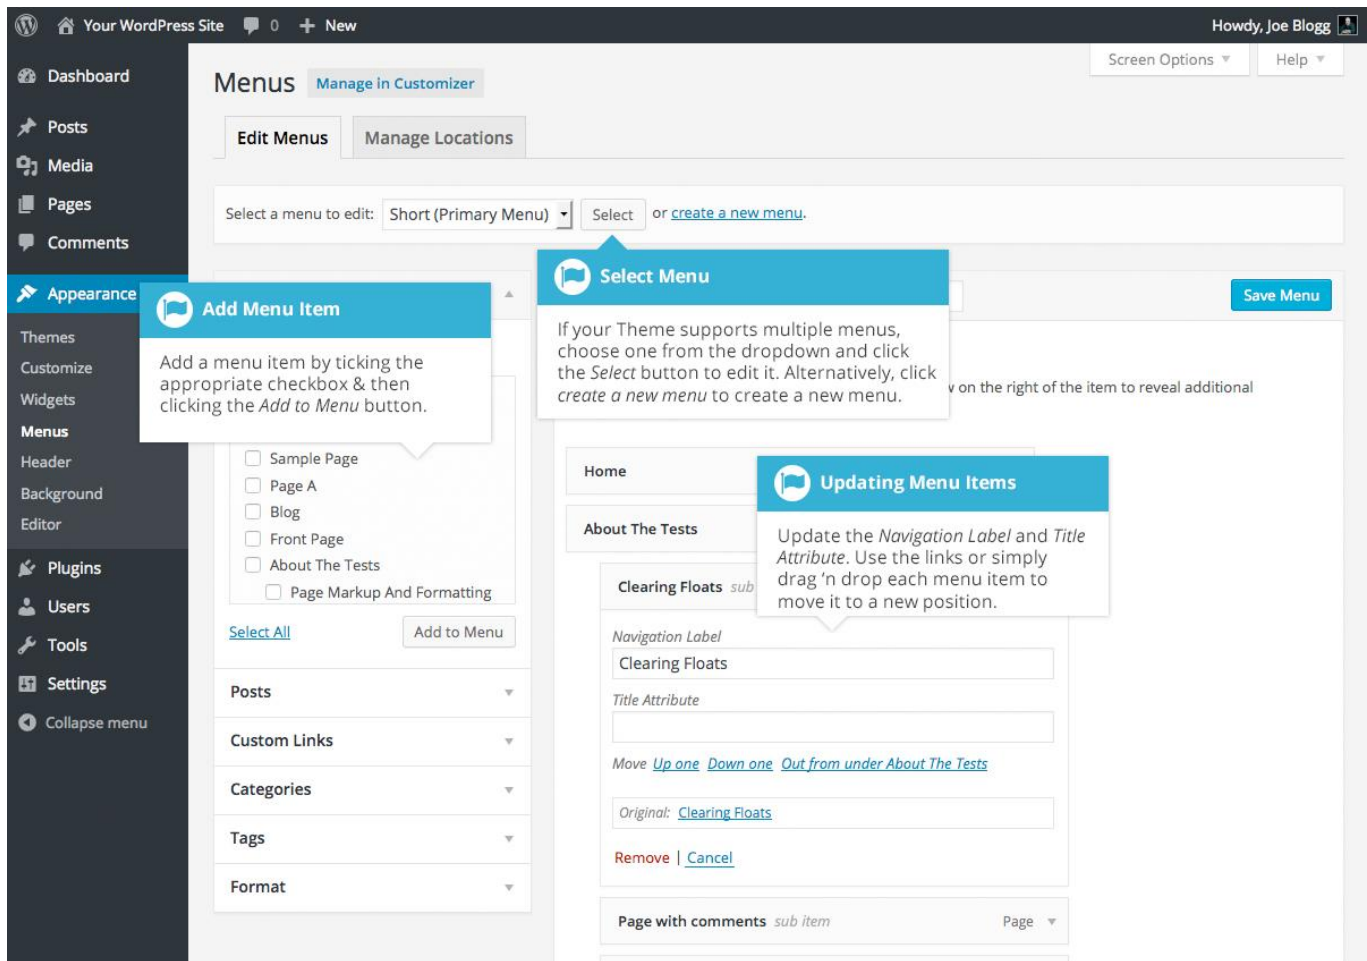 Your WordPress Site 0 + New
Howdy, Joe Blogg
Dashboard
Posts
Media
Pages
Comments
Appearance
Themes
Customize
Widgets
Menus
Header
Background
Editor
Plugins
Users
Tools
Settings
Collapse menu
Screen Options
Help
Menus Manage in Customizer
Edit Menus Manage Locations
Select a menu to edit: Short (Primary Menu) Select or create a new menu.
Select Menu
If your Theme supports multiple menus,
choose one from the dropdown and click
the Select button to edit it. Alternatively, click
create a new menu to create a new menu.
Save Menu
Add Menu Item
Add a menu item by ticking the
appropriate checkbox & then
clicking the Add to Menu button.
on the right of the item to reveal additional
Sample Page
Page A
Blog
Front Page
About The Tests
Page Markup And Formatting
Select All Add to Menu
Posts
Custom Links
Categories
Tags
Format
Home
About The Tests
Updating Menu Items
Update the Navigation Label and Title
Attribute. Use the links or simply
drag ’n drop each menu item to
move it to a new position.
Clearing Floats sub
Navigation Label
Clearing Floats
Title Attribute
Move Up one Down one Out from under About The Tests
Original: Clearing Floats
Remove | Cancel
Page with comments sub item Page